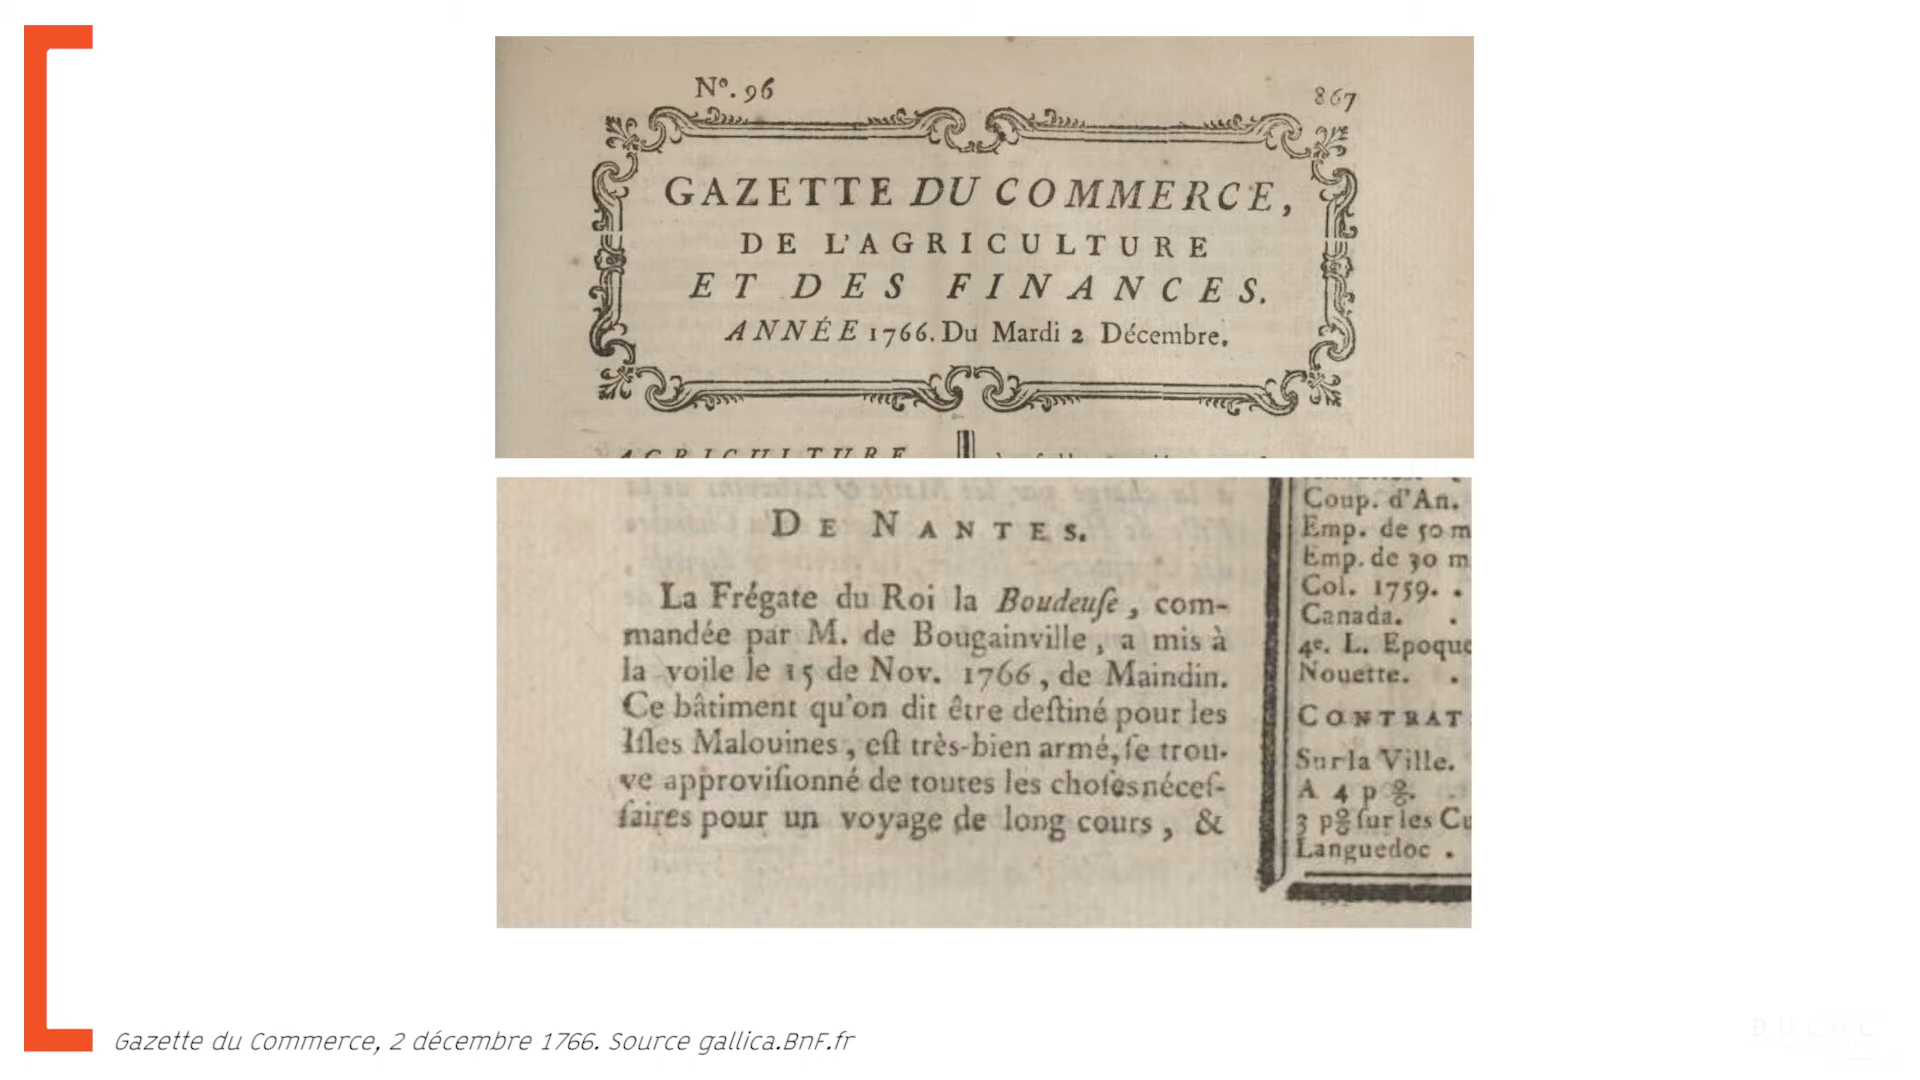 Nº. 96
867
GAZETTE DU COMMERCE,
DE L'AGRICULTURE
ET DES FINANCES.
ANNÉE 1766. Du Mardi 2 Décembre.
AGRICULTURE
DE NANTES.
La Frégate du Roi la Boudeuſe, com-
mandée par M. de Bougainville, a mis à
la voile le 15 de Nov. 1766, de Maindin.
Ce bâtiment qu'on dit être deſtiné pour les
Iſles Malouines, eſt très-bien armé, ſe trou-
ve approviſionné de toutes les choſes néceſ-
ſaires pour un voyage de long cours, &
Coup. d'An.
Emp. de 50 m
Emp. de 30 m
Col. 1759. .
Canada. .
4e. L. Epoque
Nouette. .
CONTRAT
Sur la Ville.
A 4 p %.
3 p % ſur les Cu
Languedoc .
Gazette du Commerce, 2 décembre 1766. Source gallica.BnF.fr